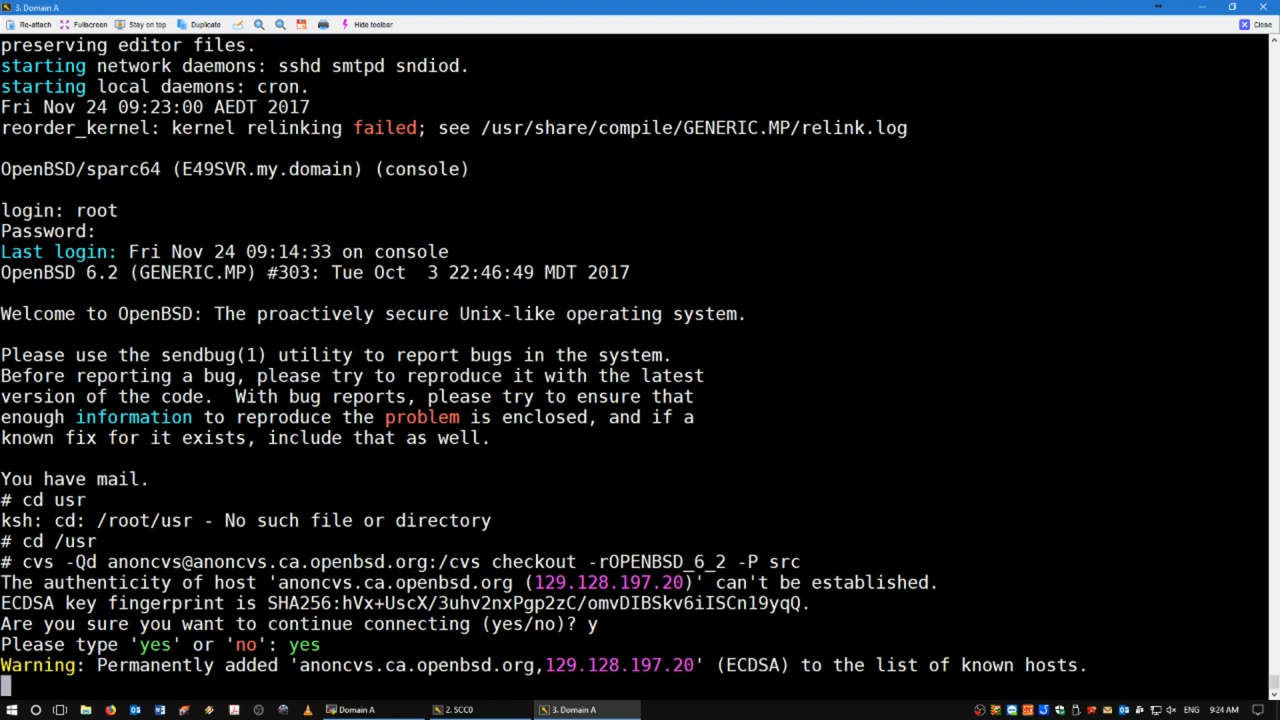 3. Domain A
Re-attach Fullscreen Stay on top Duplicate Hide toolbar Close
preserving editor files.
starting network daemons: sshd smtpd sndiod.
starting local daemons: cron.
Fri Nov 24 09:23:00 AEDT 2017
reorder_kernel: kernel relinking failed; see /usr/share/compile/GENERIC.MP/relink.log
OpenBSD/sparc64 (E49SVR.my.domain) (console)
login: root
Password:
Last login: Fri Nov 24 09:14:33 on console
OpenBSD 6.2 (GENERIC.MP) #303: Tue Oct  3 22:46:49 MDT 2017
Welcome to OpenBSD: The proactively secure Unix-like operating system.
Please use the sendbug(1) utility to report bugs in the system.
Before reporting a bug, please try to reproduce it with the latest
version of the code.  With bug reports, please try to ensure that
enough information to reproduce the problem is enclosed, and if a
known fix for it exists, include that as well.
You have mail.
# cd usr
ksh: cd: /root/usr - No such file or directory
# cd /usr
# cvs -Qd anoncvs@anoncvs.ca.openbsd.org:/cvs checkout -rOPENBSD_6_2 -P src
The authenticity of host 'anoncvs.ca.openbsd.org (129.128.197.20)' can't be established.
ECDSA key fingerprint is SHA256:hVx+UscX/3uhv2nxPgp2zC/omvDIBSkv6iISCn19yqQ.
Are you sure you want to continue connecting (yes/no)? y
Please type 'yes' or 'no': yes
Warning: Permanently added 'anoncvs.ca.openbsd.org,129.128.197.20' (ECDSA) to the list of known hosts.
Domain A 2. SCC0 3. Domain A ENG 9:24 AM